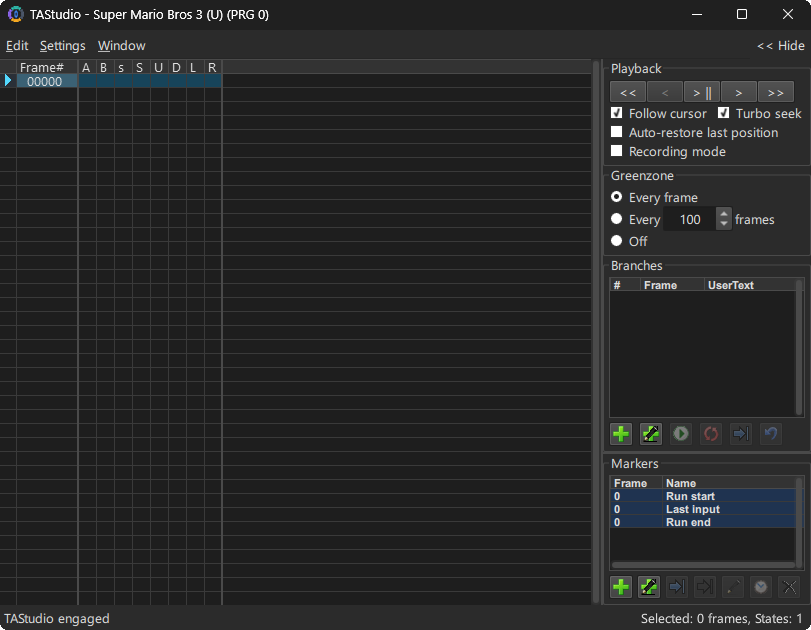 TAStudio - Super Mario Bros 3 (U) (PRG 0)
Edit Settings Window << Hide
Frame# A B s S U D L R
00000
Playback
<< < > || > >>
Follow cursor Turbo seek
Auto-restore last position
Recording mode
Greenzone
Every frame
Every 100 frames
Off
Branches
# Frame UserText
Markers
Frame Name
0 Run start
0 Last input
0 Run end
TAStudio engaged
Selected: 0 frames, States: 1